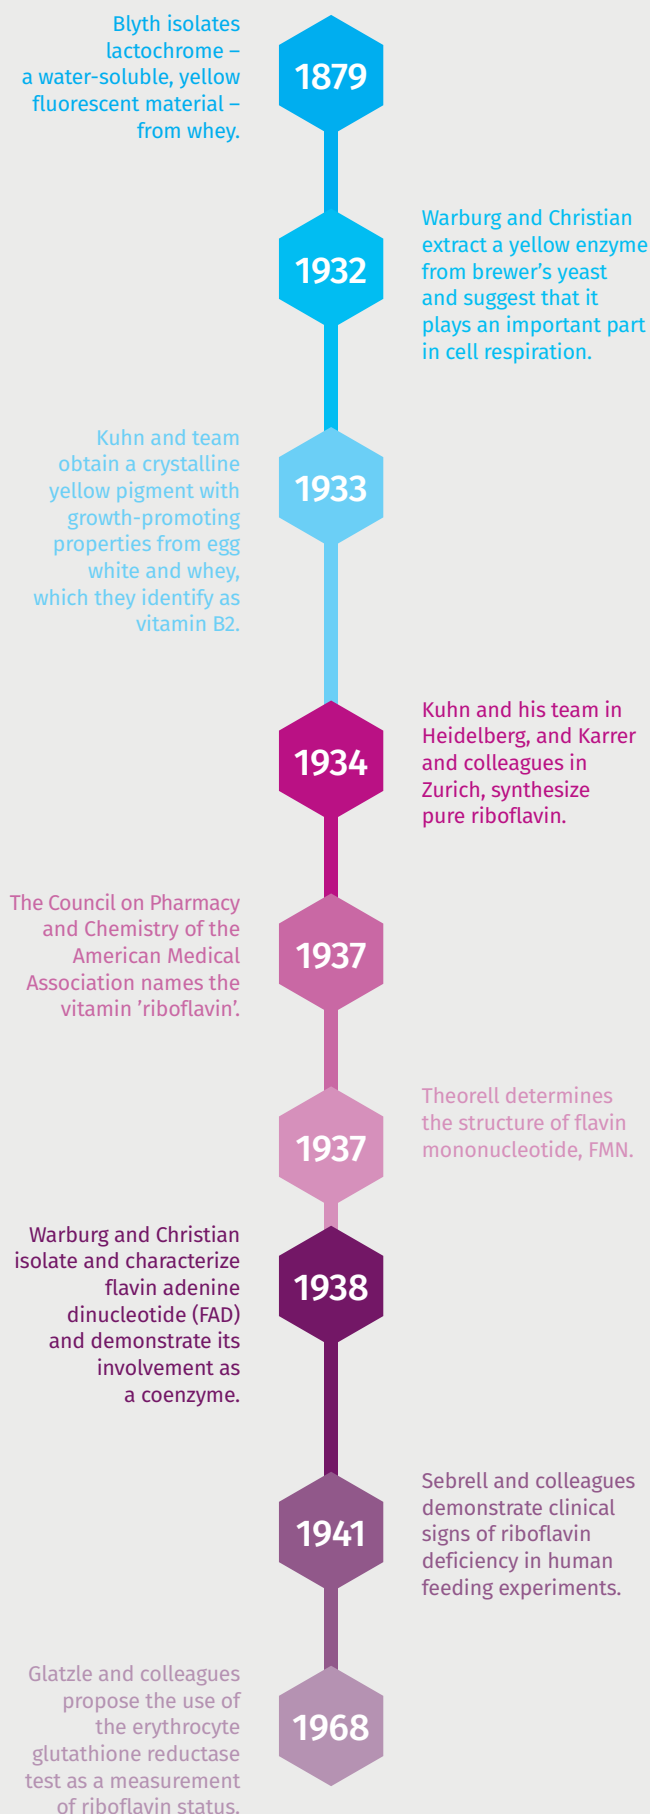 Blyth isolates
lactochrome –
a water-soluble, yellow
fluorescent material –
from whey.
1879
1932
Warburg and Christian
extract a yellow enzyme
from brewer’s yeast
and suggest that it
plays an important part
in cell respiration.
Kuhn and team
obtain a crystalline
yellow pigment with
growth-promoting
properties from egg
white and whey,
which they identify as
vitamin B2.
1933
1934
Kuhn and his team in
Heidelberg, and Karrer
and colleagues in
Zurich, synthesize
pure riboflavin.
The Council on Pharmacy
and Chemistry of the
American Medical
Association names the
vitamin ’riboflavin’.
1937
1937
Theorell determines
the structure of flavin
mononucleotide, FMN.
Warburg and Christian
isolate and characterize
flavin adenine
dinucleotide (FAD)
and demonstrate its
involvement as
a coenzyme.
1938
1941
Sebrell and colleagues
demonstrate clinical
signs of riboflavin
deficiency in human
feeding experiments.
Glatzle and colleagues
propose the use of
the erythrocyte
glutathione reductase
test as a measurement
of riboflavin status.
1968